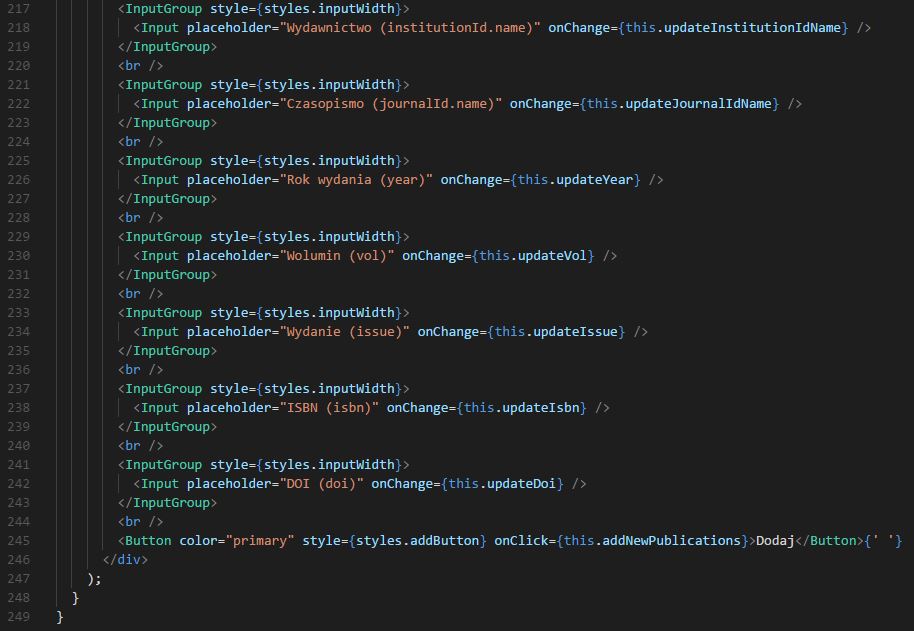 217 <InputGroup style={styles.inputWidth}>
218 <Input placeholder="Wydawnictwo (institutionId.name)" onChange={this.updateInstitutionIdName} />
219 </InputGroup>
220 <br />
221 <InputGroup style={styles.inputWidth}>
222 <Input placeholder="Czasopismo (journalId.name)" onChange={this.updateJournalIdName} />
223 </InputGroup>
224 <br />
225 <InputGroup style={styles.inputWidth}>
226 <Input placeholder="Rok wydania (year)" onChange={this.updateYear} />
227 </InputGroup>
228 <br />
229 <InputGroup style={styles.inputWidth}>
230 <Input placeholder="Wolumin (vol)" onChange={this.updateVol} />
231 </InputGroup>
232 <br />
233 <InputGroup style={styles.inputWidth}>
234 <Input placeholder="Wydanie (issue)" onChange={this.updateIssue} />
235 </InputGroup>
236 <br />
237 <InputGroup style={styles.inputWidth}>
238 <Input placeholder="ISBN (isbn)" onChange={this.updateIsbn} />
239 </InputGroup>
240 <br />
241 <InputGroup style={styles.inputWidth}>
242 <Input placeholder="DOI (doi)" onChange={this.updateDoi} />
243 </InputGroup>
244 <br />
245 <Button color="primary" style={styles.addButton} onClick={this.addNewPublications}>Dodaj</Button>{' '}
246 </div>
247 );
248 }
249 }